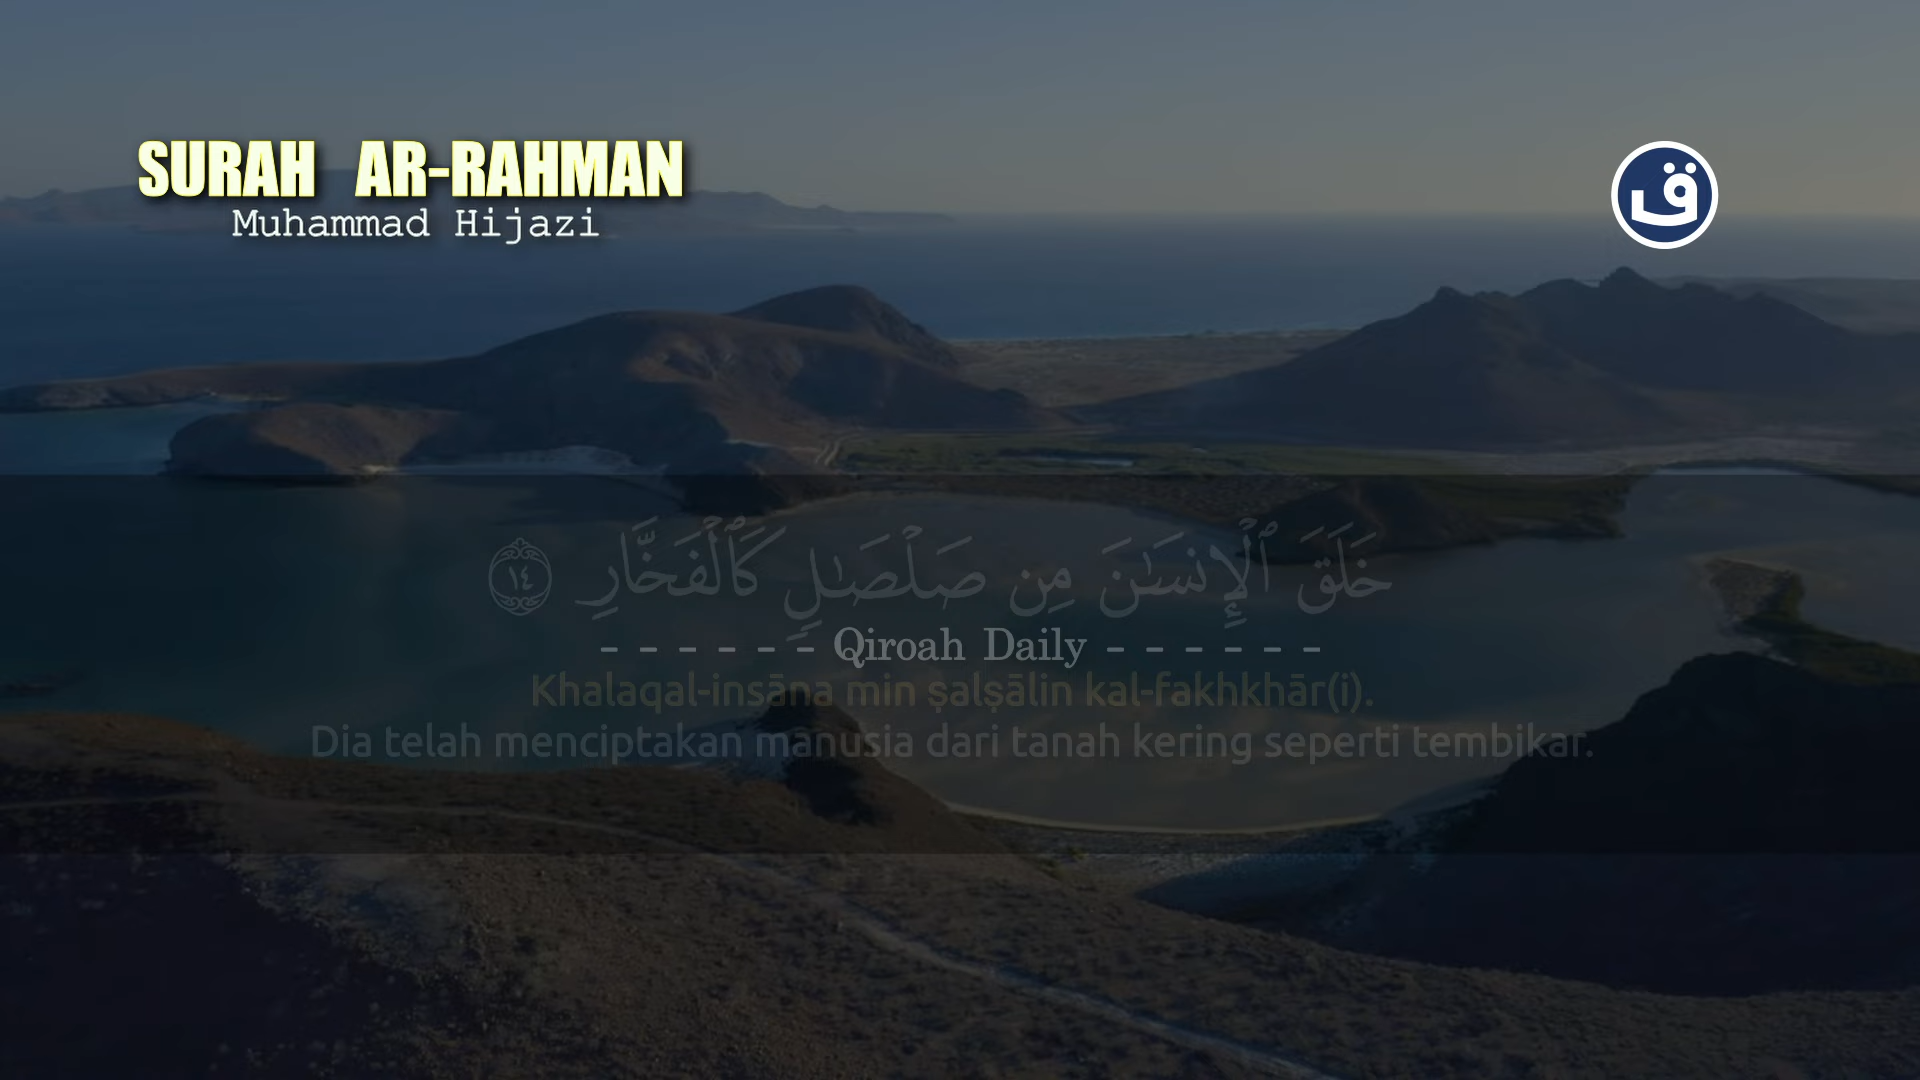 SURAH AR-RAHMAN
Muhammad Hijazi
ق
خَلَقَ ٱلْإِنسَـٰنَ مِن صَلْصَـٰلٍ كَٱلْفَخَّارِ ١٤
- - - - - - Qiroah Daily - - - - - -
Khalaqal-insāna min ṣalṣālin kal-fakhkhār(i).
Dia telah menciptakan manusia dari tanah kering seperti tembikar.